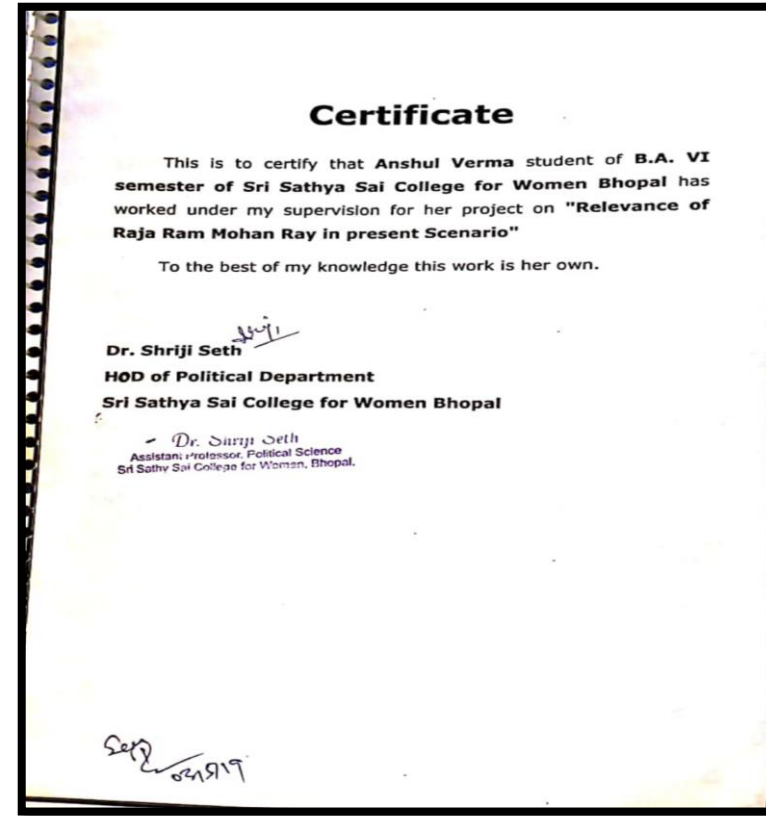 Certificate
This is to certify that Anshul Verma student of B.A. VI
semester of Sri Sathya Sai College for Women Bhopal has
worked under my supervision for her project on "Relevance of
Raja Ram Mohan Ray in present Scenario"
To the best of my knowledge this work is her own.
Dr. Shriji Seth
HOD of Political Department
Sri Sathya Sai College for Women Bhopal
Dr. Shriji Seth
Assistant Professor, Political Science
Sri Sathy Sai College for Women, Bhopal.